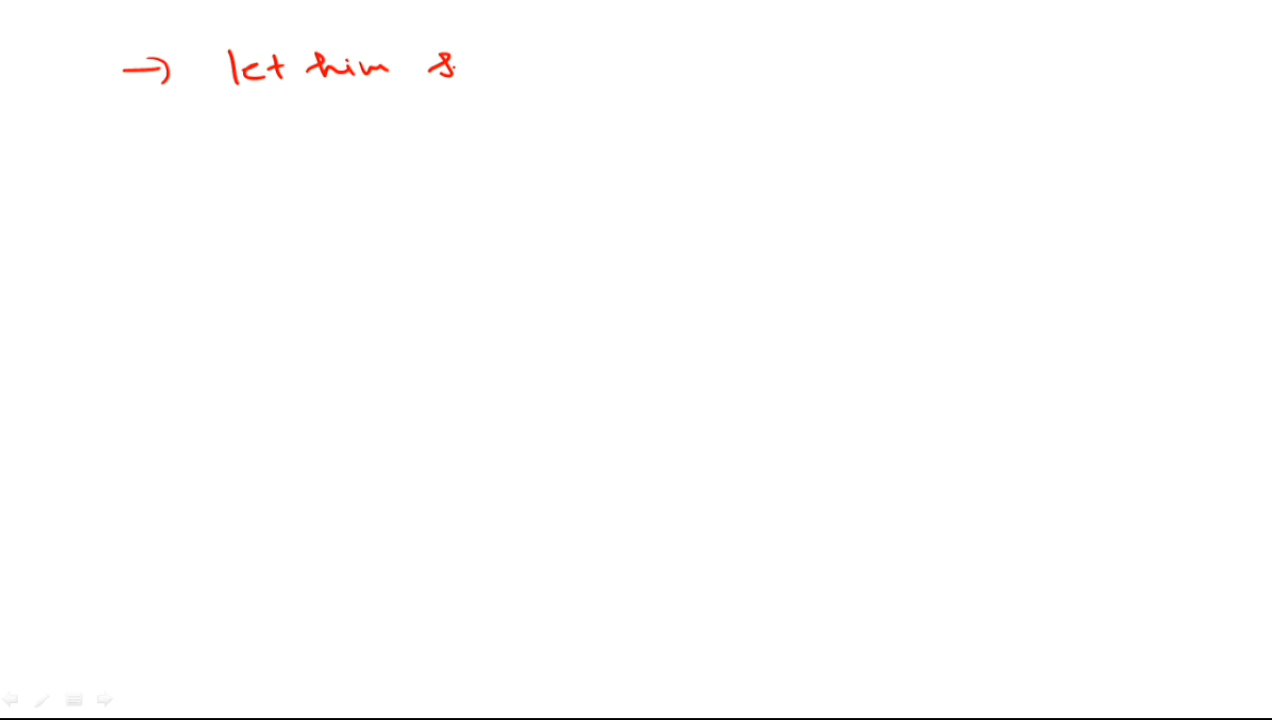 → let him s